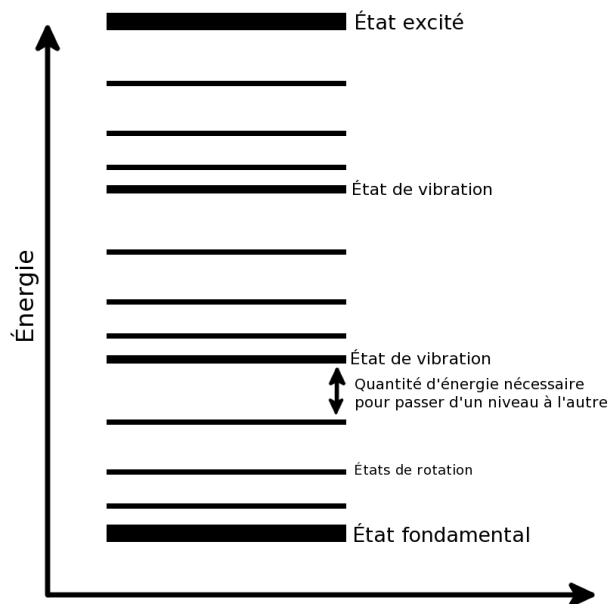 État excité
État de vibration
Énergie
État de vibration
Quantité d'énergie nécessaire
pour passer d'un niveau à l'autre
États de rotation
État fondamental